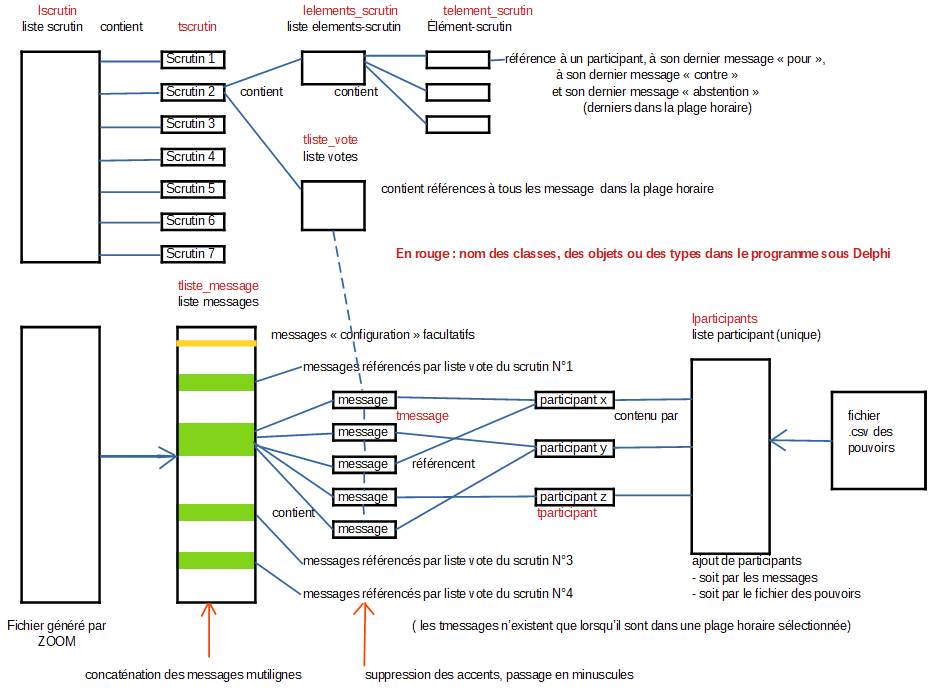 lscrutin
liste scrutin
contient
tscrutin
lelements_scrutin
liste elements-scrutin
telement_scrutin
Élément-scrutin
Scrutin 1
Scrutin 2
Scrutin 3
Scrutin 4
Scrutin 5
Scrutin 6
Scrutin 7
contient
contient
référence à un participant, à son dernier message « pour »,
à son dernier message « contre »
et son dernier message « abstention »
(derniers dans la plage horaire)
tliste_vote
liste votes
contient références à tous les message dans la plage horaire
En rouge : nom des classes, des objets ou des types dans le programme sous Delphi
tliste_message
liste messages
messages « configuration » facultatifs
messages référencés par liste vote du scrutin N°1
message
message
message
message
message
tmessage
référencent
contient
participant x
participant y
participant z
tparticipant
contenu par
lparticipants
liste participant (unique)
fichier
.csv des
pouvoirs
messages référencés par liste vote du scrutin N°3
messages référencés par liste vote du scrutin N°4
ajout de participants
- soit par les messages
- soit par le fichier des pouvoirs
Fichier généré par
ZOOM
( les tmessages n'existent que lorsqu'il sont dans une plage horaire sélectionnée)
concaténation des messages mutilignes
suppression des accents, passage en minuscules